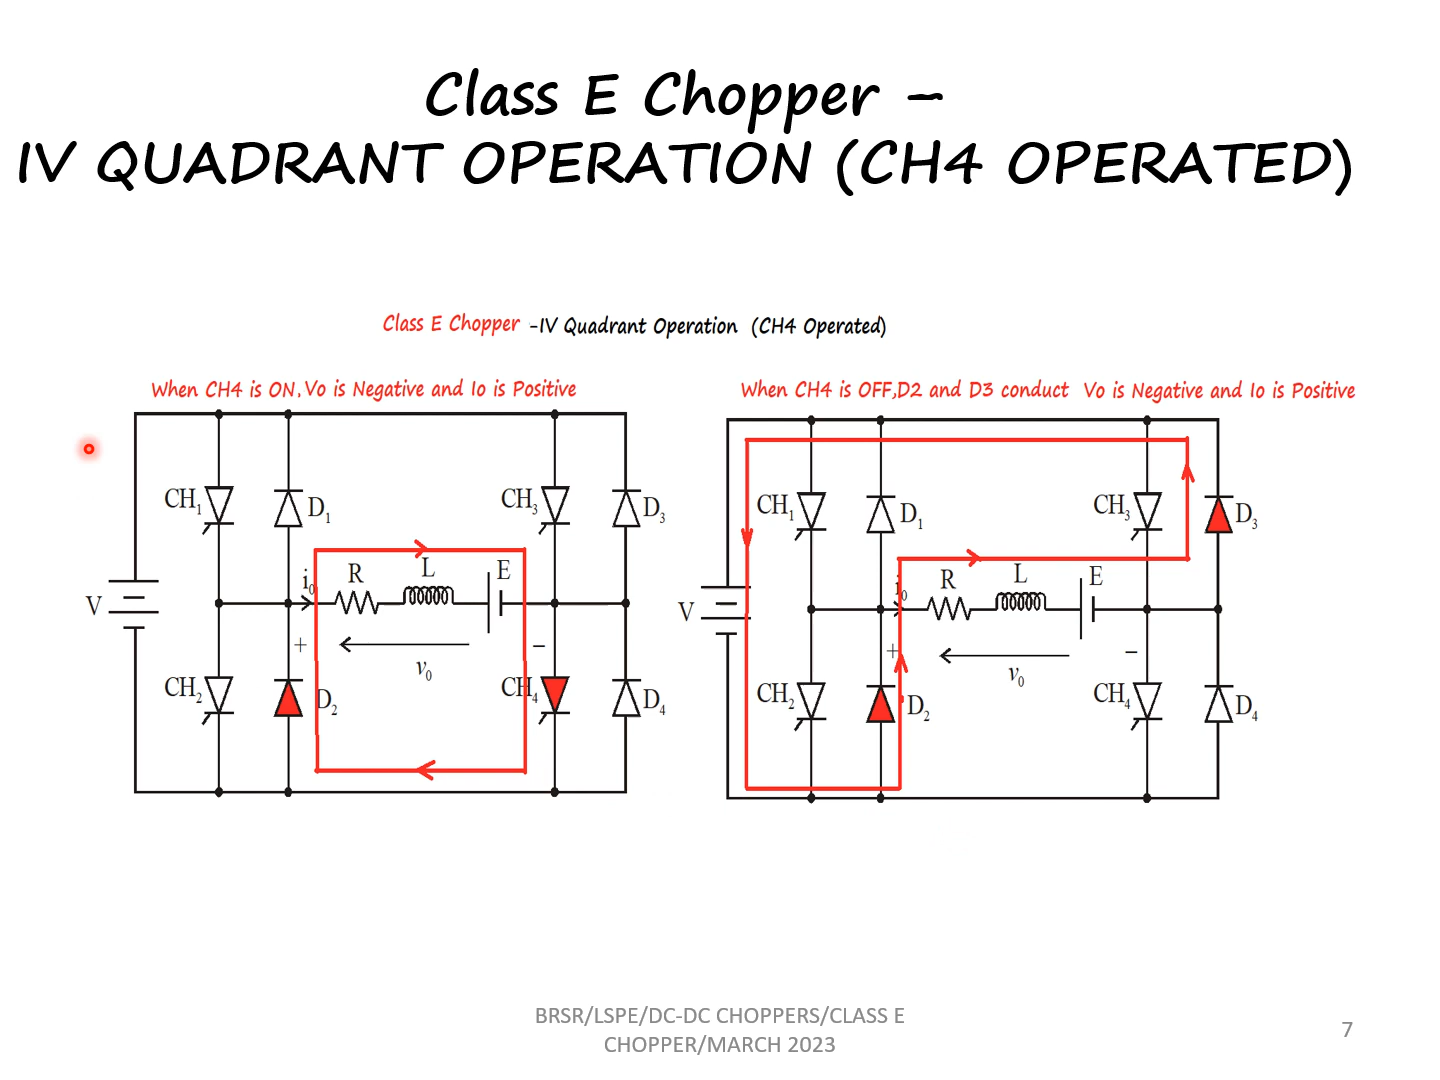 Class E Chopper –
IV QUADRANT OPERATION (CH4 OPERATED)
Class E Chopper -IV Quadrant Operation (CH4 Operated)
When CH4 is ON,Vo is Negative and Io is Positive
CH1
D1
CH3
D3
i0
R
L
E
V
+
v0
–
CH2
D2
CH4
D4
When CH4 is OFF,D2 and D3 conduct Vo is Negative and Io is Positive
CH1
D1
CH3
D3
i0
R
L
E
V
+
v0
–
CH2
D2
CH4
D4
BRSR/LSPE/DC-DC CHOPPERS/CLASS E
CHOPPER/MARCH 2023
7